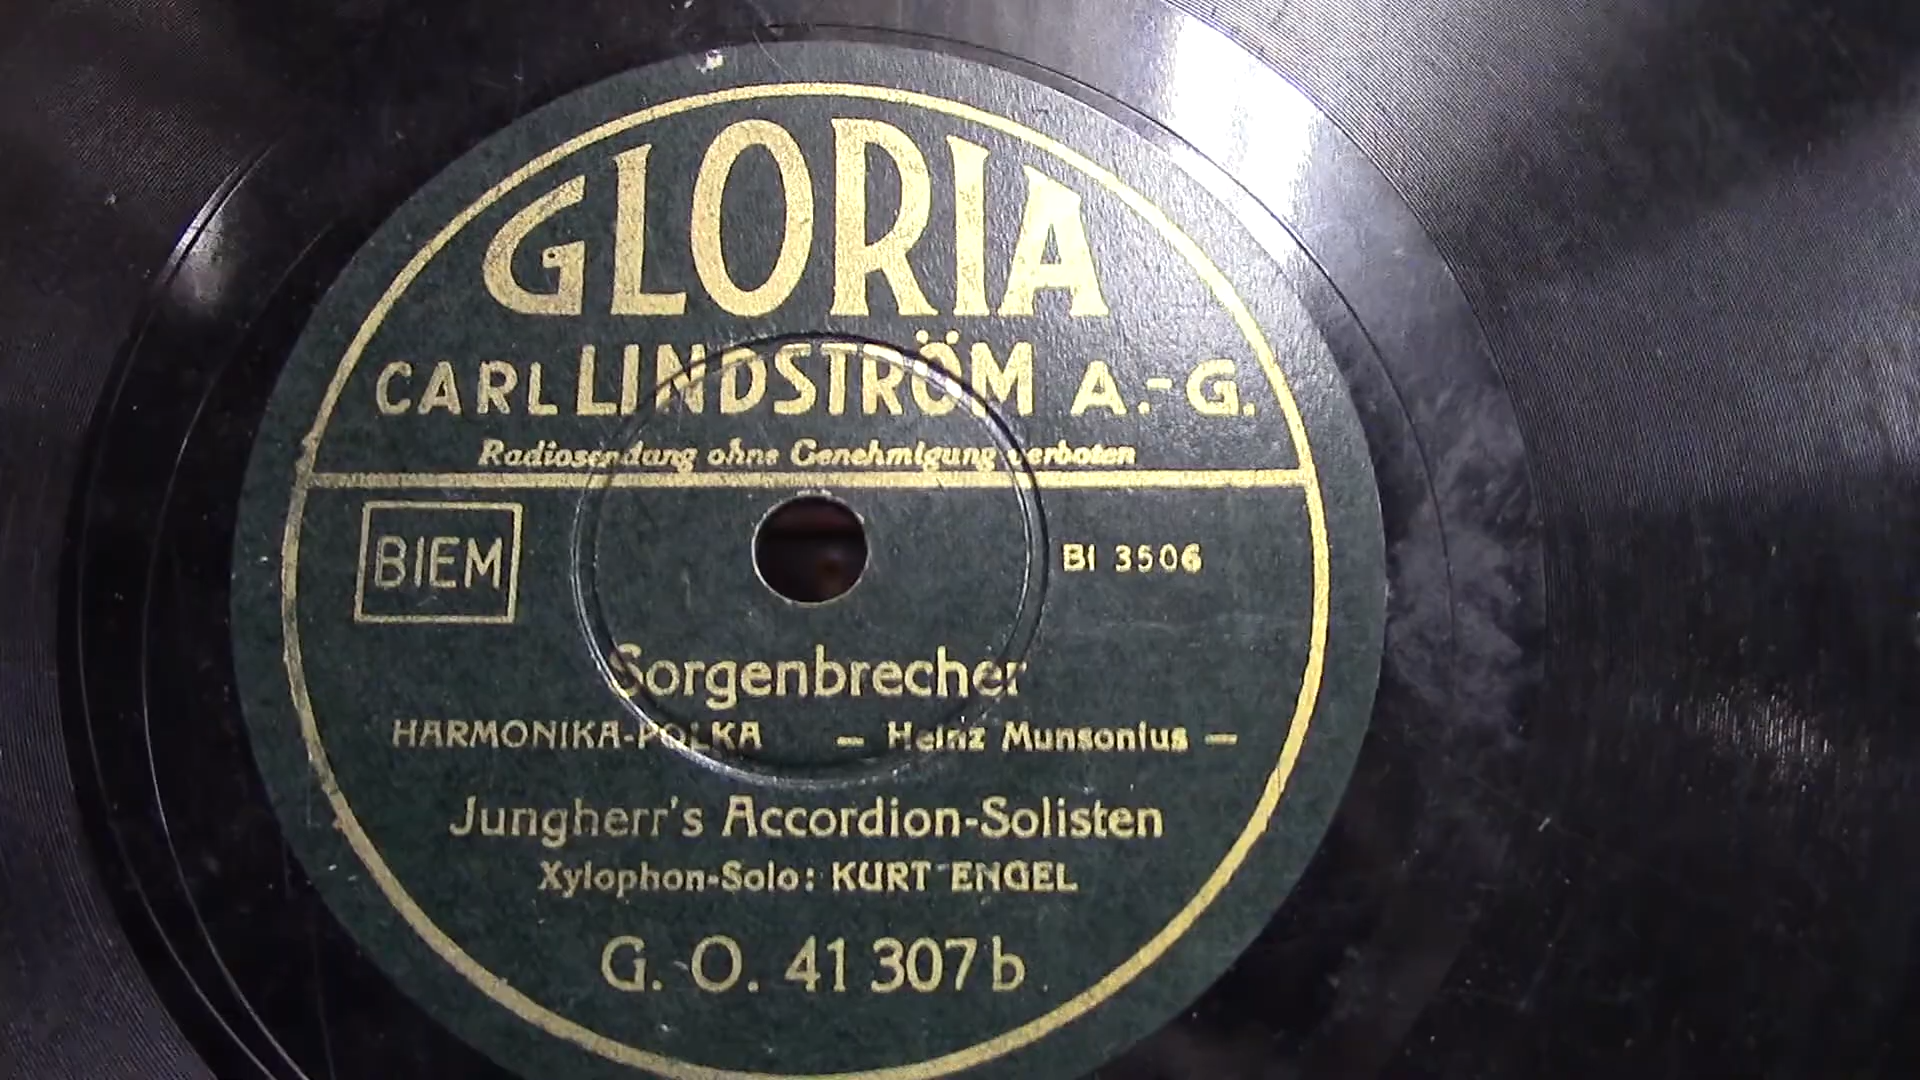 GLORIA
CARL LINDSTRÖM A.-G.
Radiosendung ohne Genehmigung verboten
BIEM
Bi 3506
Sorgenbrecher
HARMONIKA-POLKA — Heinz Munsonius —
Jungherr's Accordion-Solisten
Xylophon-Solo: KURT ENGEL
G. O. 41 307 b